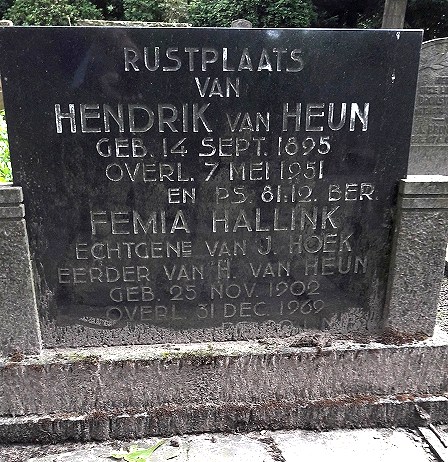 RUSTPLAATS
VAN
HENDRIK VAN HEUN
GEB. 14 SEPT. 1895
OVERL. 7 MEI 1951
EN PS. 81:12. BER.
FEMIA HALLINK
ECHTGENE VAN J. HOEK
EERDER VAN H. VAN HEUN
GEB. 25 NOV. 1902
OVERL. 31 DEC. 1969